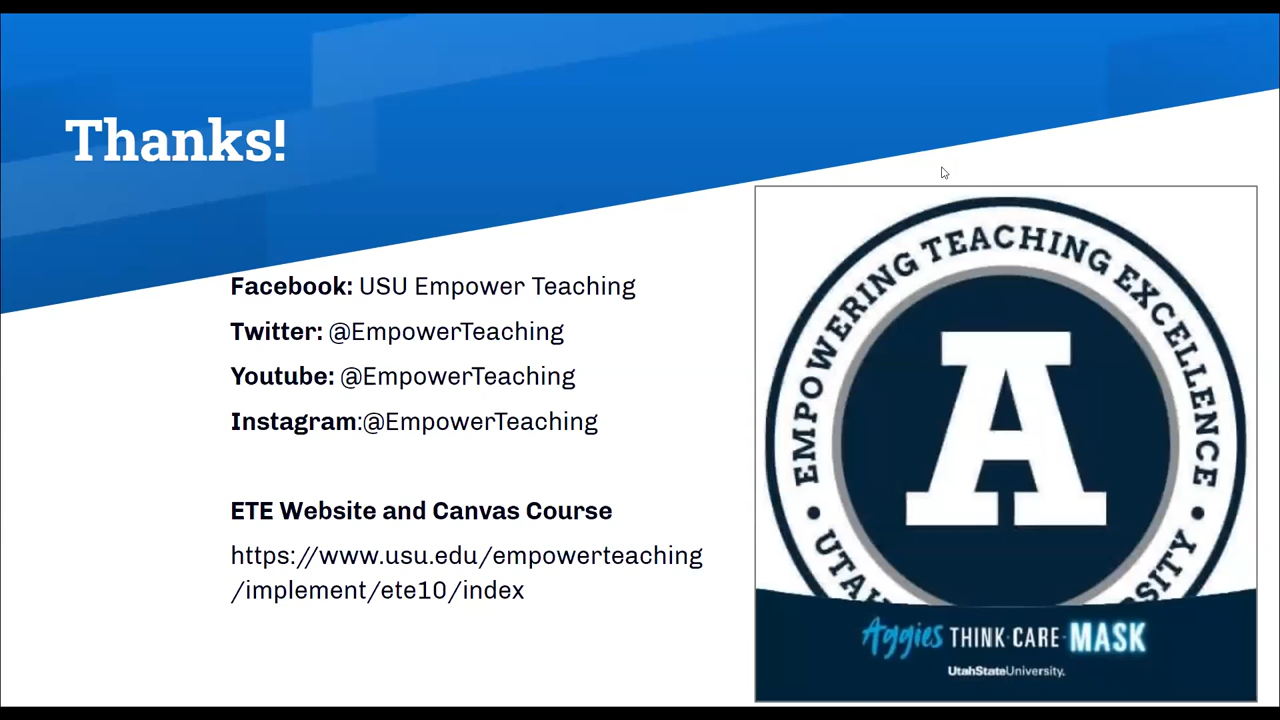 Thanks!
Facebook: USU Empower Teaching
Twitter: @EmpowerTeaching
Youtube: @EmpowerTeaching
Instagram:@EmpowerTeaching
ETE Website and Canvas Course
https://www.usu.edu/empowerteaching
/implement/ete10/index
EMPOWERING TEACHING EXCELLENCE
A
Aggies THINK·CARE·MASK
UtahStateUniversity.